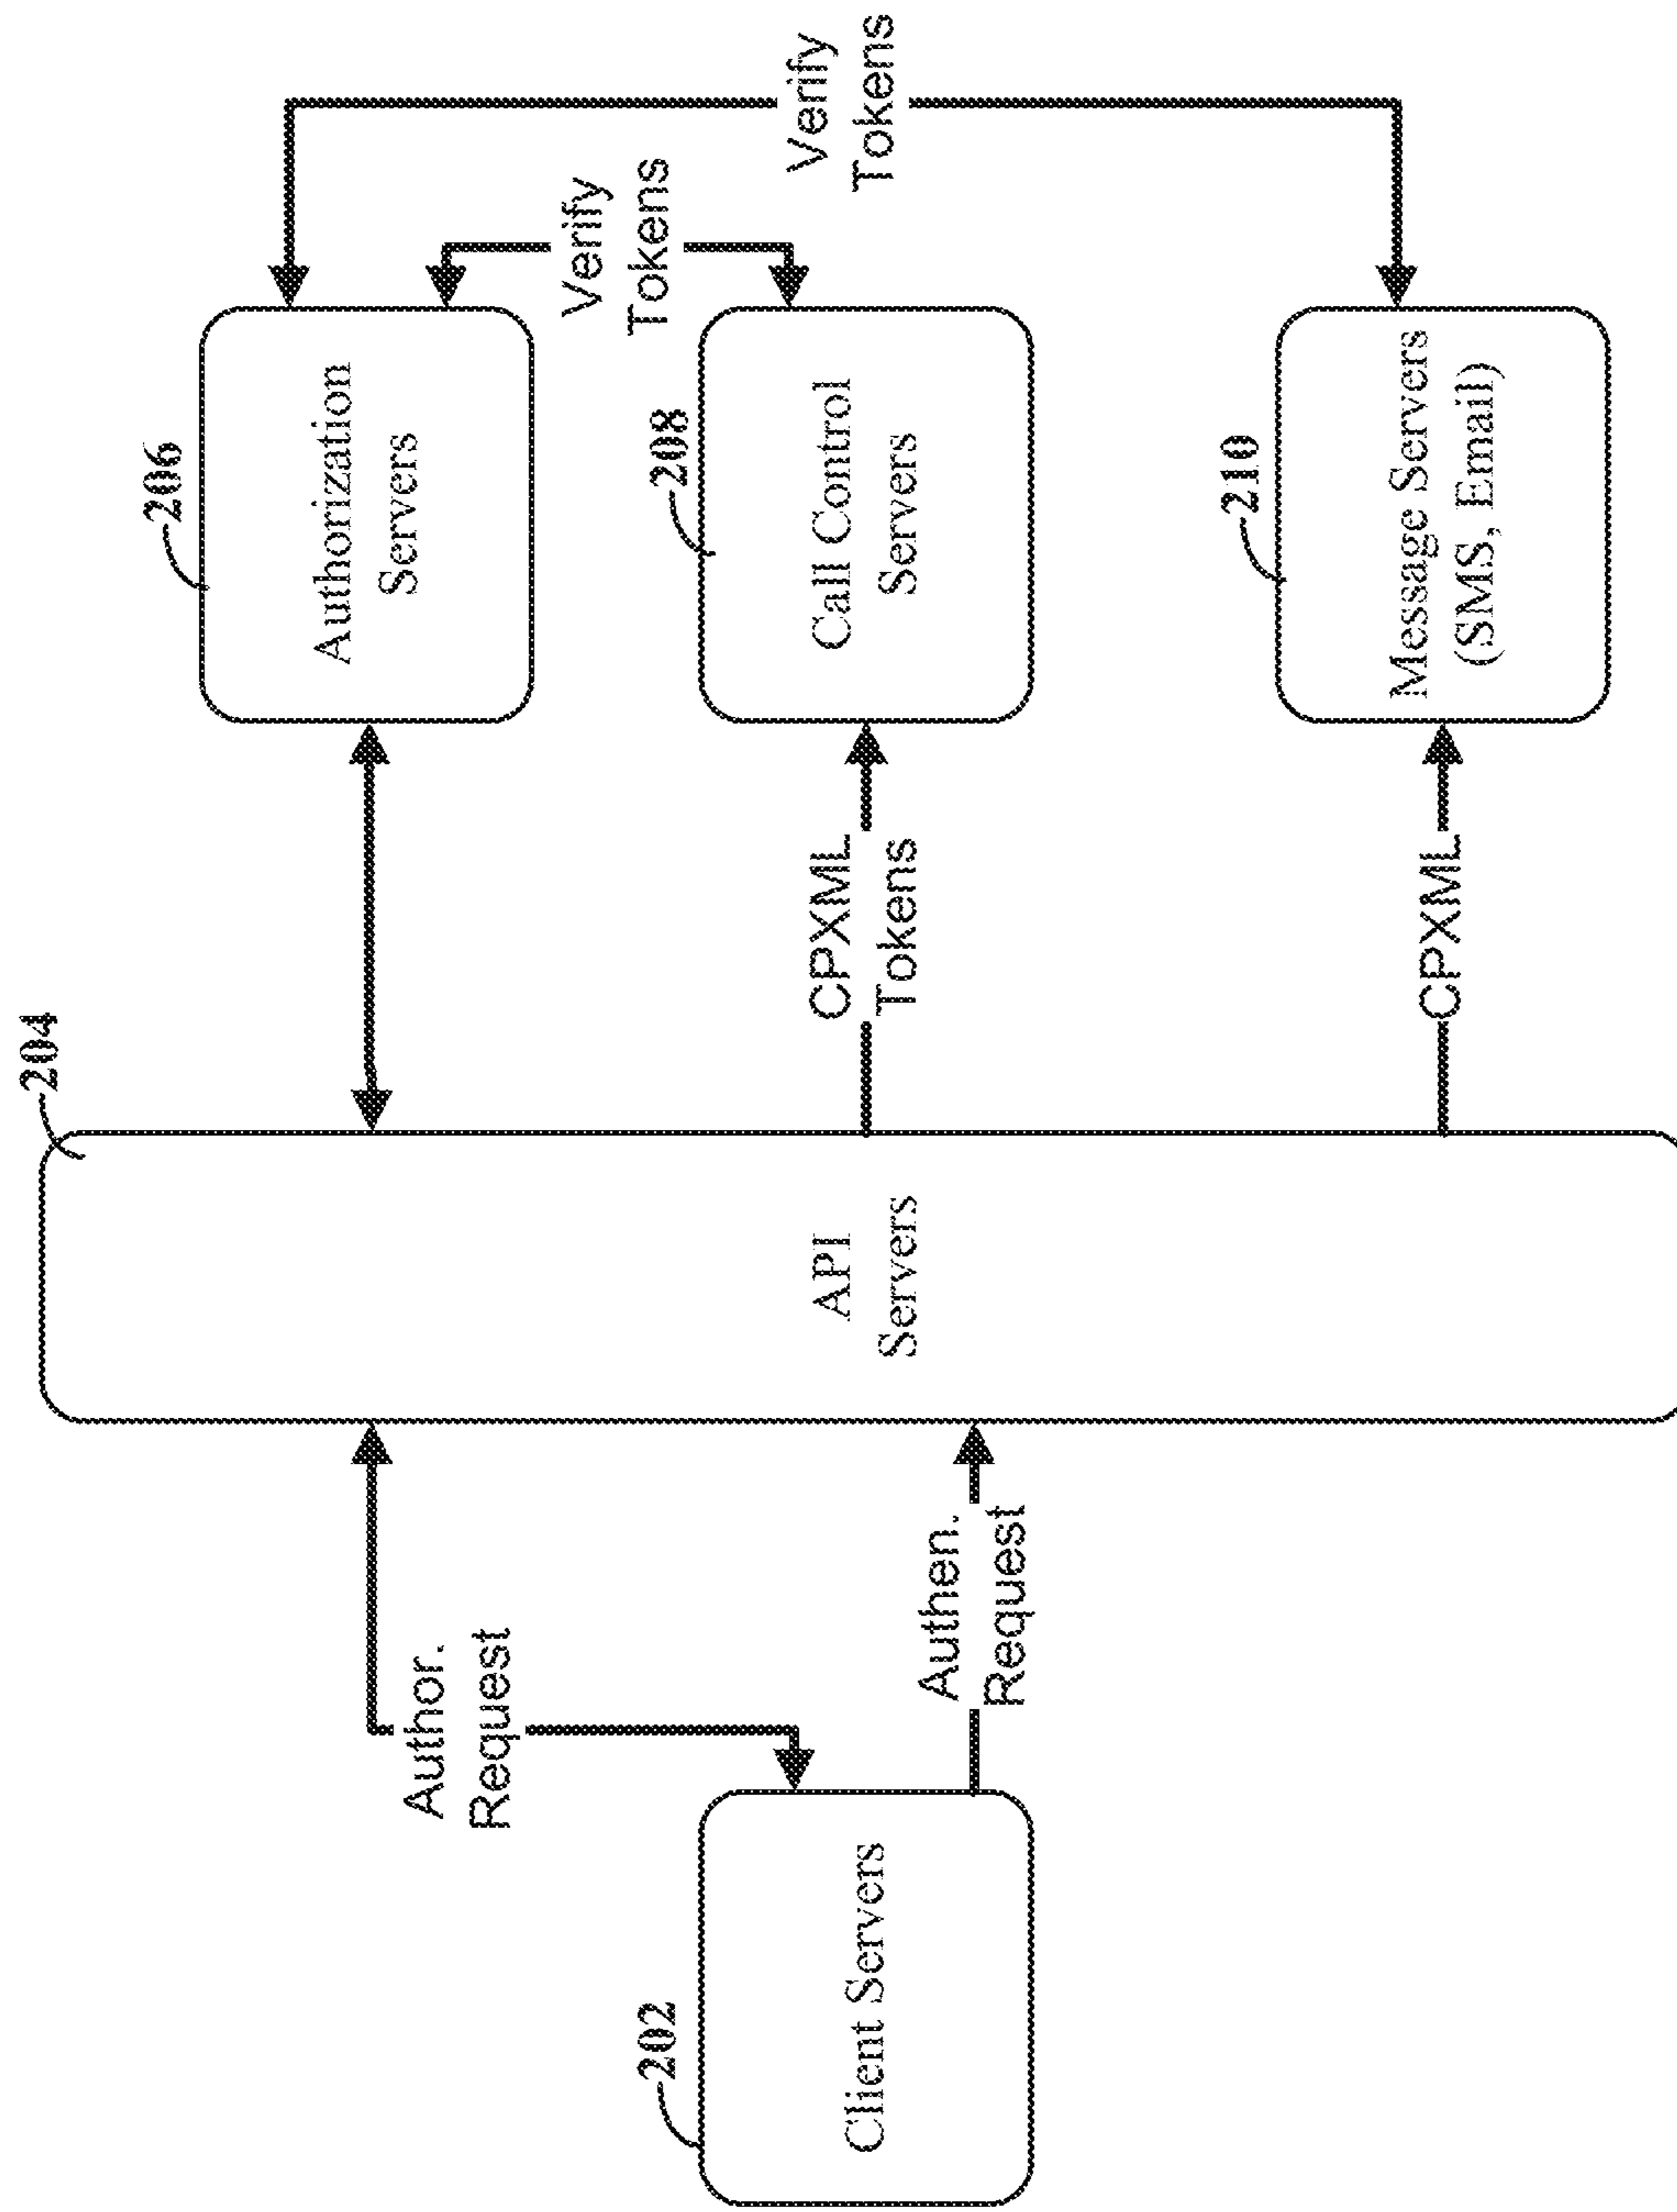 202
Client Servers
Author.
Request
Authen.
Request
204
API
Servers
CPXML
Tokens
CPXML
206
Authorization
Servers
208
Call Control
Servers
210
Message Servers
(SMS, Email)
Verify
Tokens
Verify
Tokens